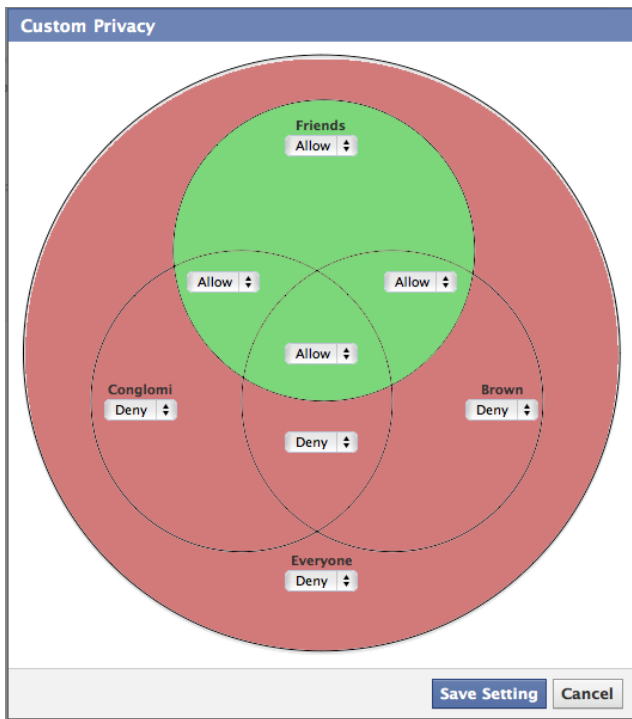 Custom Privacy
Friends
Allow
Allow
Allow
Allow
Conglomi
Deny
Brown
Deny
Deny
Everyone
Deny
Save Setting
Cancel